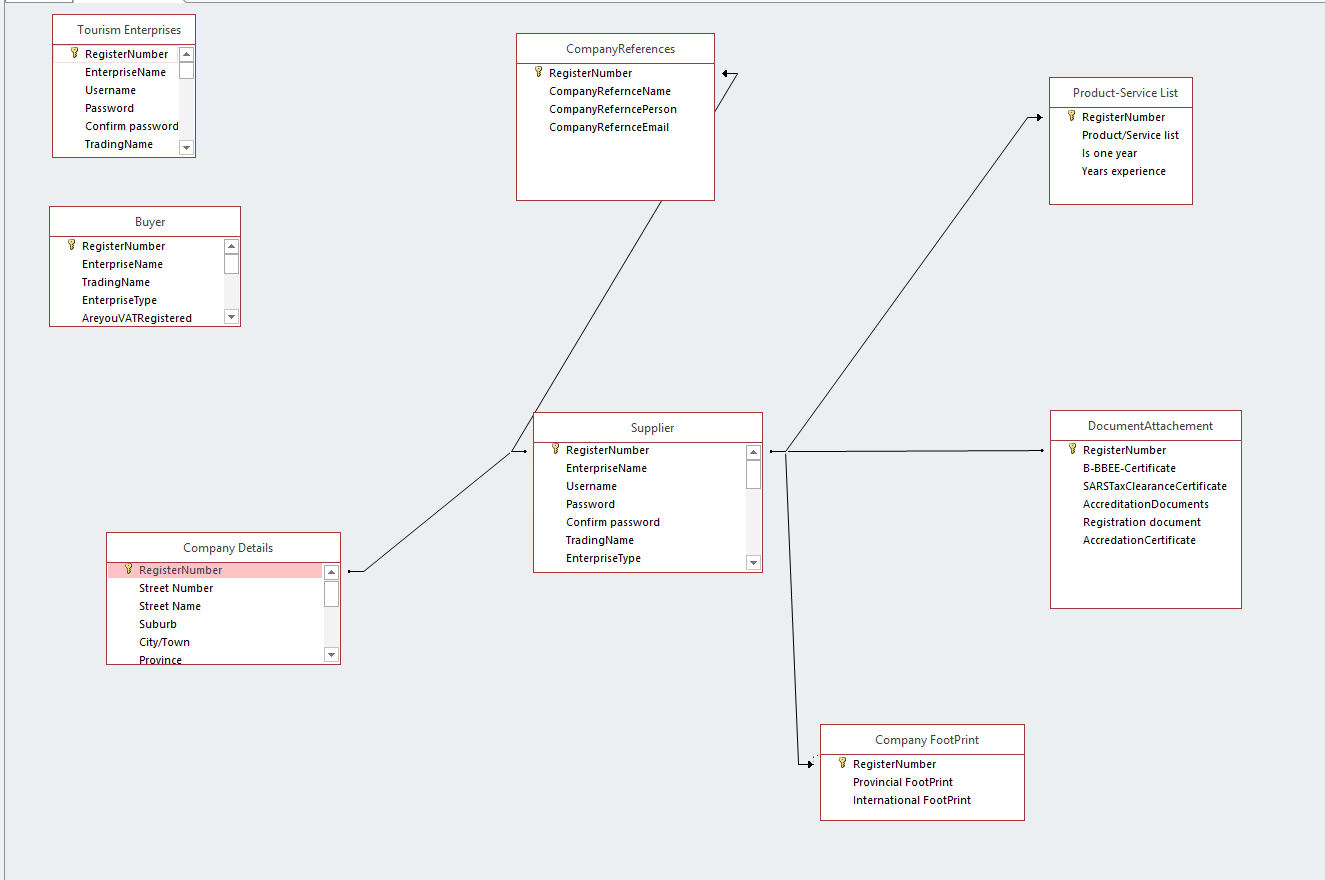 Tourism Enterprises
RegisterNumber
EnterpriseName
Username
Password
Confirm password
TradingName
Buyer
RegisterNumber
EnterpriseName
TradingName
EnterpriseType
AreyouVATRegistered
CompanyReferences
RegisterNumber
CompanyRefernceName
CompanyReferncePerson
CompanyRefernceEmail
Product-Service List
RegisterNumber
Product/Service list
Is one year
Years experience
Supplier
RegisterNumber
EnterpriseName
Username
Password
Confirm password
TradingName
EnterpriseType
DocumentAttachement
RegisterNumber
B-BBEE-Certificate
SARSTaxClearanceCertificate
AccreditationDocuments
Registration document
AccredationCertificate
Company Details
RegisterNumber
Street Number
Street Name
Suburb
City/Town
Province
Company FootPrint
RegisterNumber
Provincial FootPrint
International FootPrint